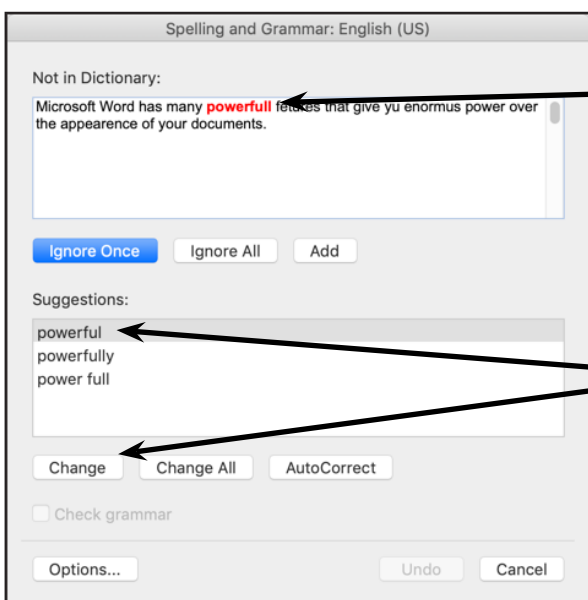 Spelling and Grammar: English (US)
Not in Dictionary:
Microsoft Word has many powerfull fetures that give yu enormus power over
the appearence of your documents.
Ignore Once Ignore All Add
Suggestions:
powerful
powerfully
power full
Change Change All AutoCorrect
Check grammar
Options... Undo Cancel